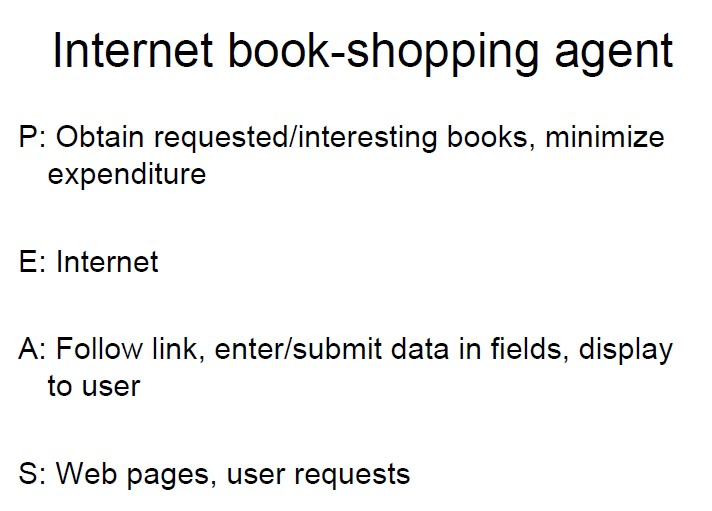 Internet book-shopping agent
P: Obtain requested/interesting books, minimize
expenditure
E: Internet
A: Follow link, enter/submit data in fields, display
to user
S: Web pages, user requests